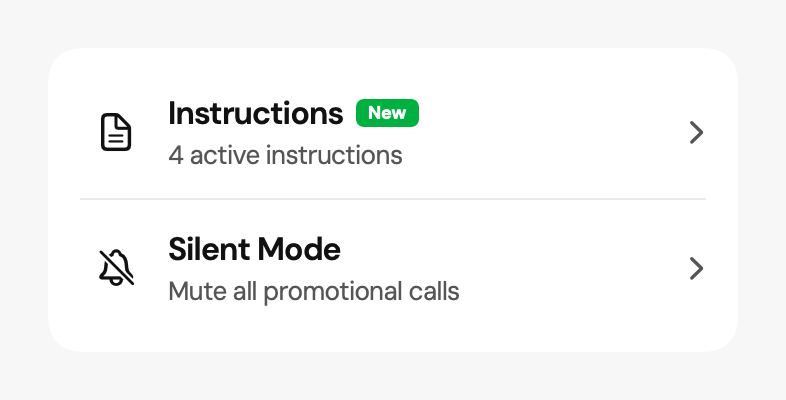 Instructions New
4 active instructions
Silent Mode
Mute all promotional calls